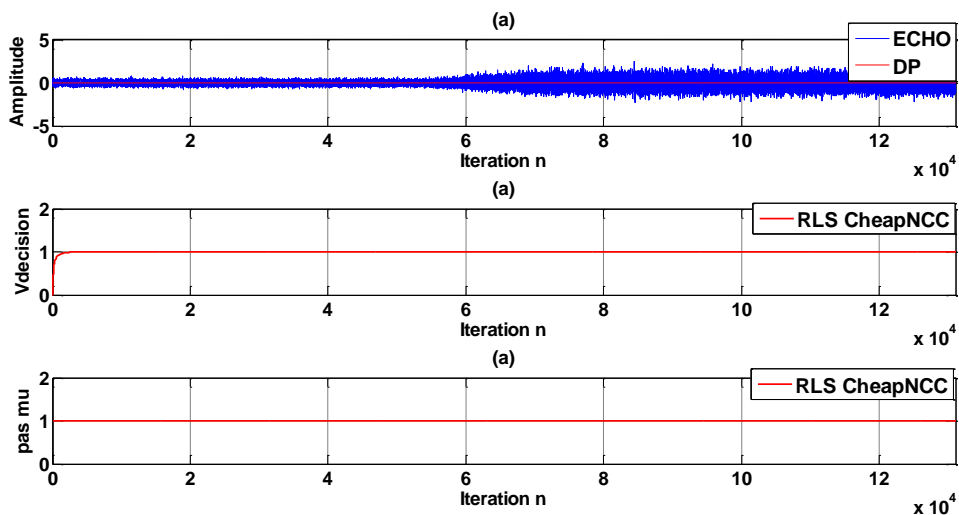 (a)
Amplitude
5
0
-5
ECHO
DP
0 2 4 6 8 10 12
Iteration n
x 10^4
(a)
Vdecision
2
1
0
RLS CheapNCC
0 2 4 6 8 10 12
Iteration n
x 10^4
(a)
pas mu
2
1
0
RLS CheapNCC
0 2 4 6 8 10 12
Iteration n
x 10^4